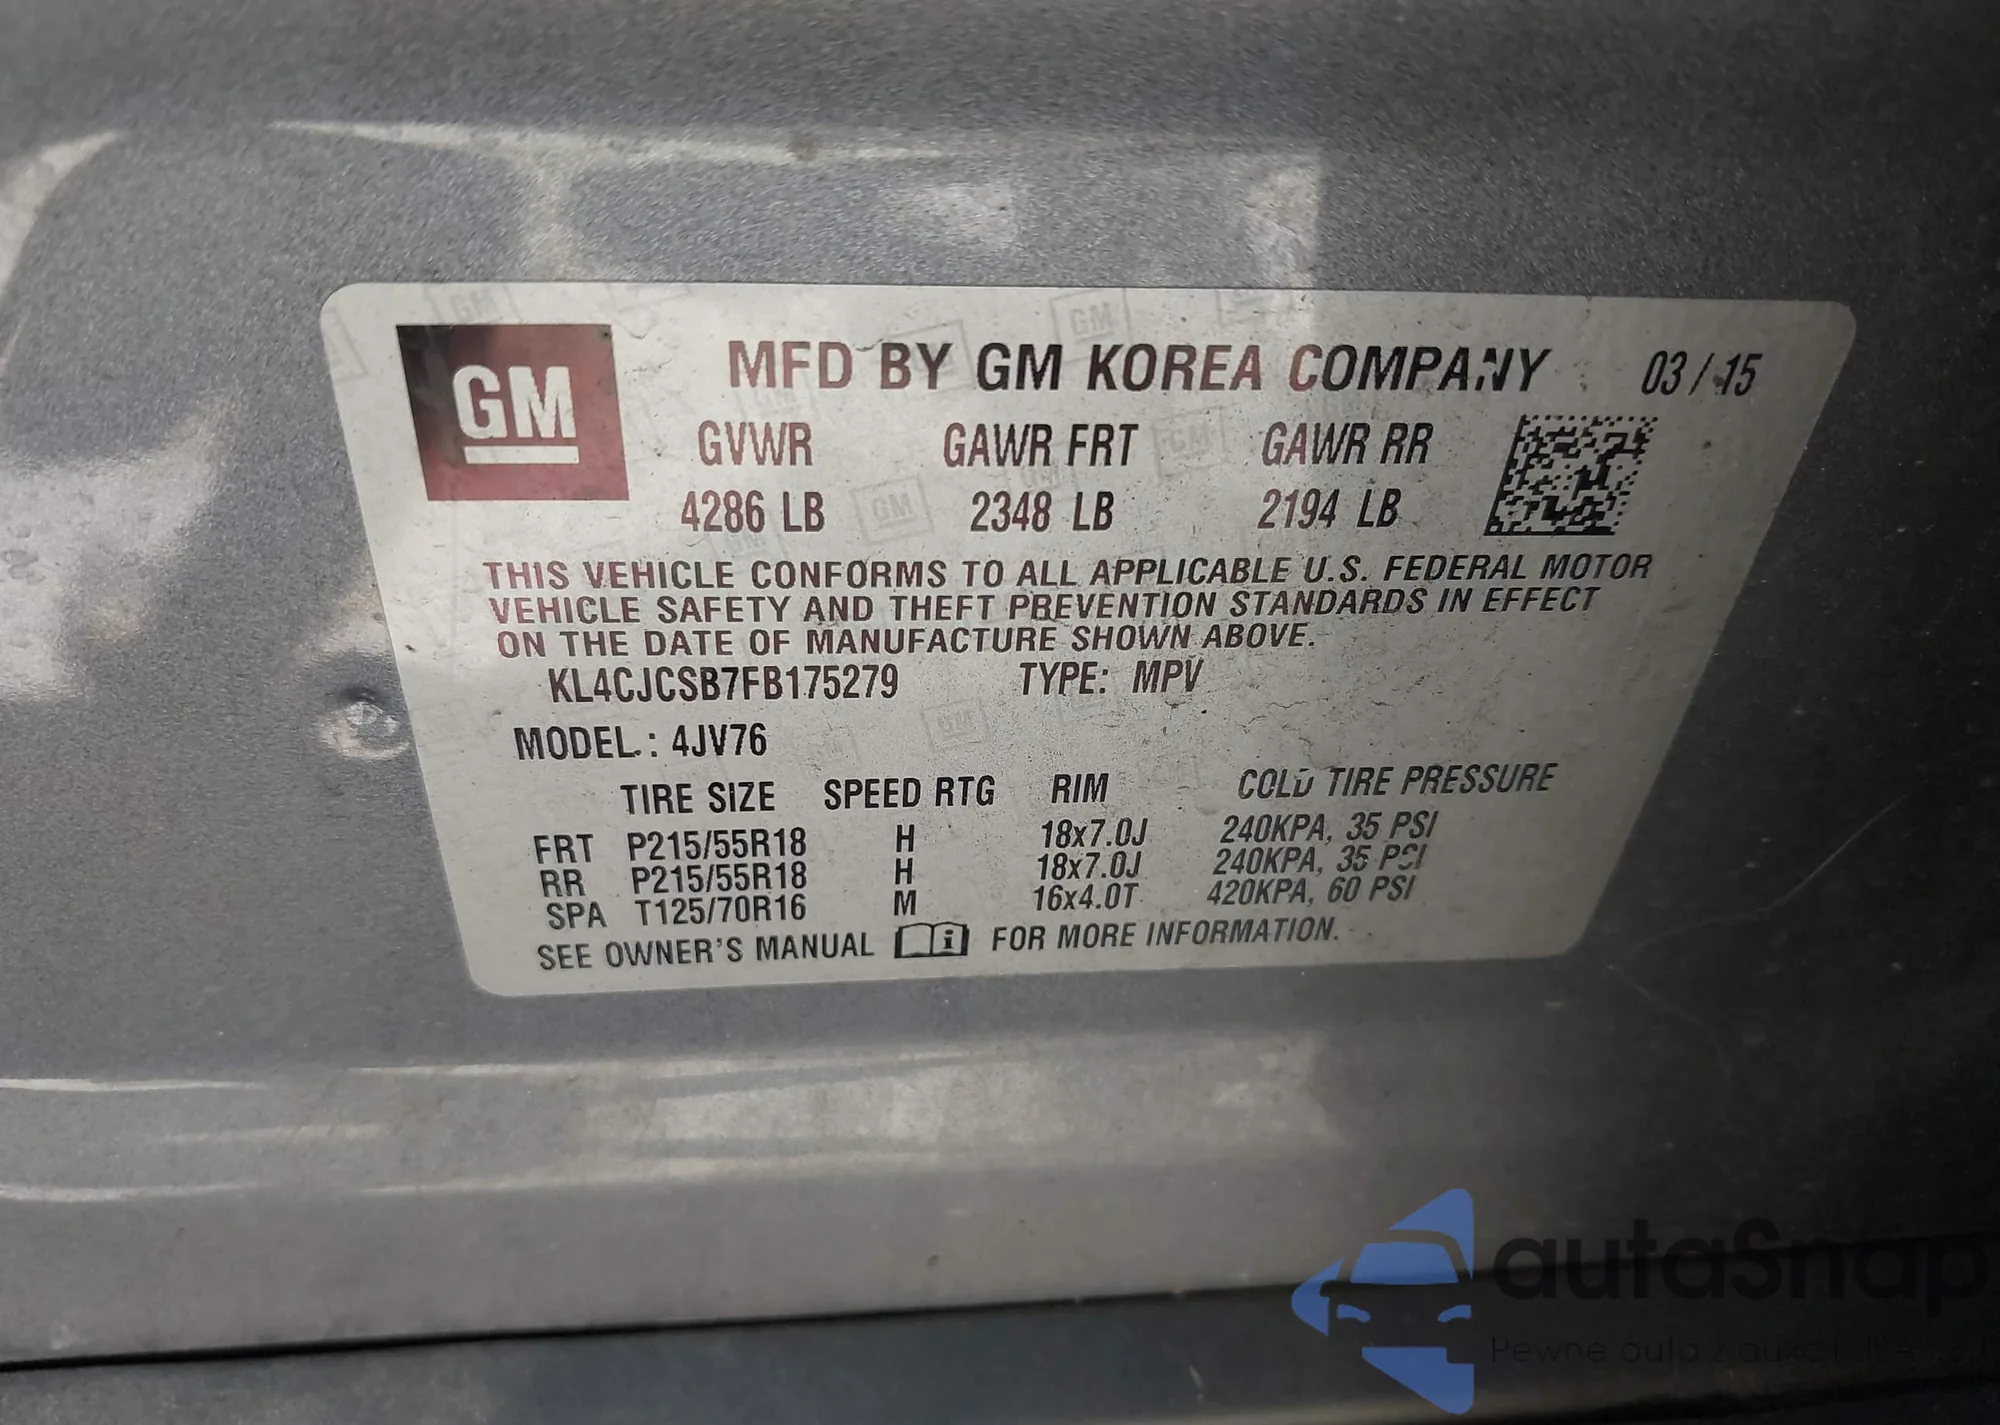 GM
MFD BY GM KOREA COMPANY 03 / 15
GVWR GAWR FRT GAWR RR
4286 LB 2348 LB 2194 LB
THIS VEHICLE CONFORMS TO ALL APPLICABLE U.S. FEDERAL MOTOR
VEHICLE SAFETY AND THEFT PREVENTION STANDARDS IN EFFECT
ON THE DATE OF MANUFACTURE SHOWN ABOVE.
KL4CJCSB7FB175279 TYPE: MPV
MODEL.: 4JV76
TIRE SIZE SPEED RTG RIM COLD TIRE PRESSURE
FRT P215/55R18 H 18x7.0J 240KPA, 35 PSI
RR P215/55R18 H 18x7.0J 240KPA, 35 PSI
SPA T125/70R16 M 16x4.0T 420KPA, 60 PSI
SEE OWNER'S MANUAL FOR MORE INFORMATION.
autaSnap
Pewne auta z aukcji